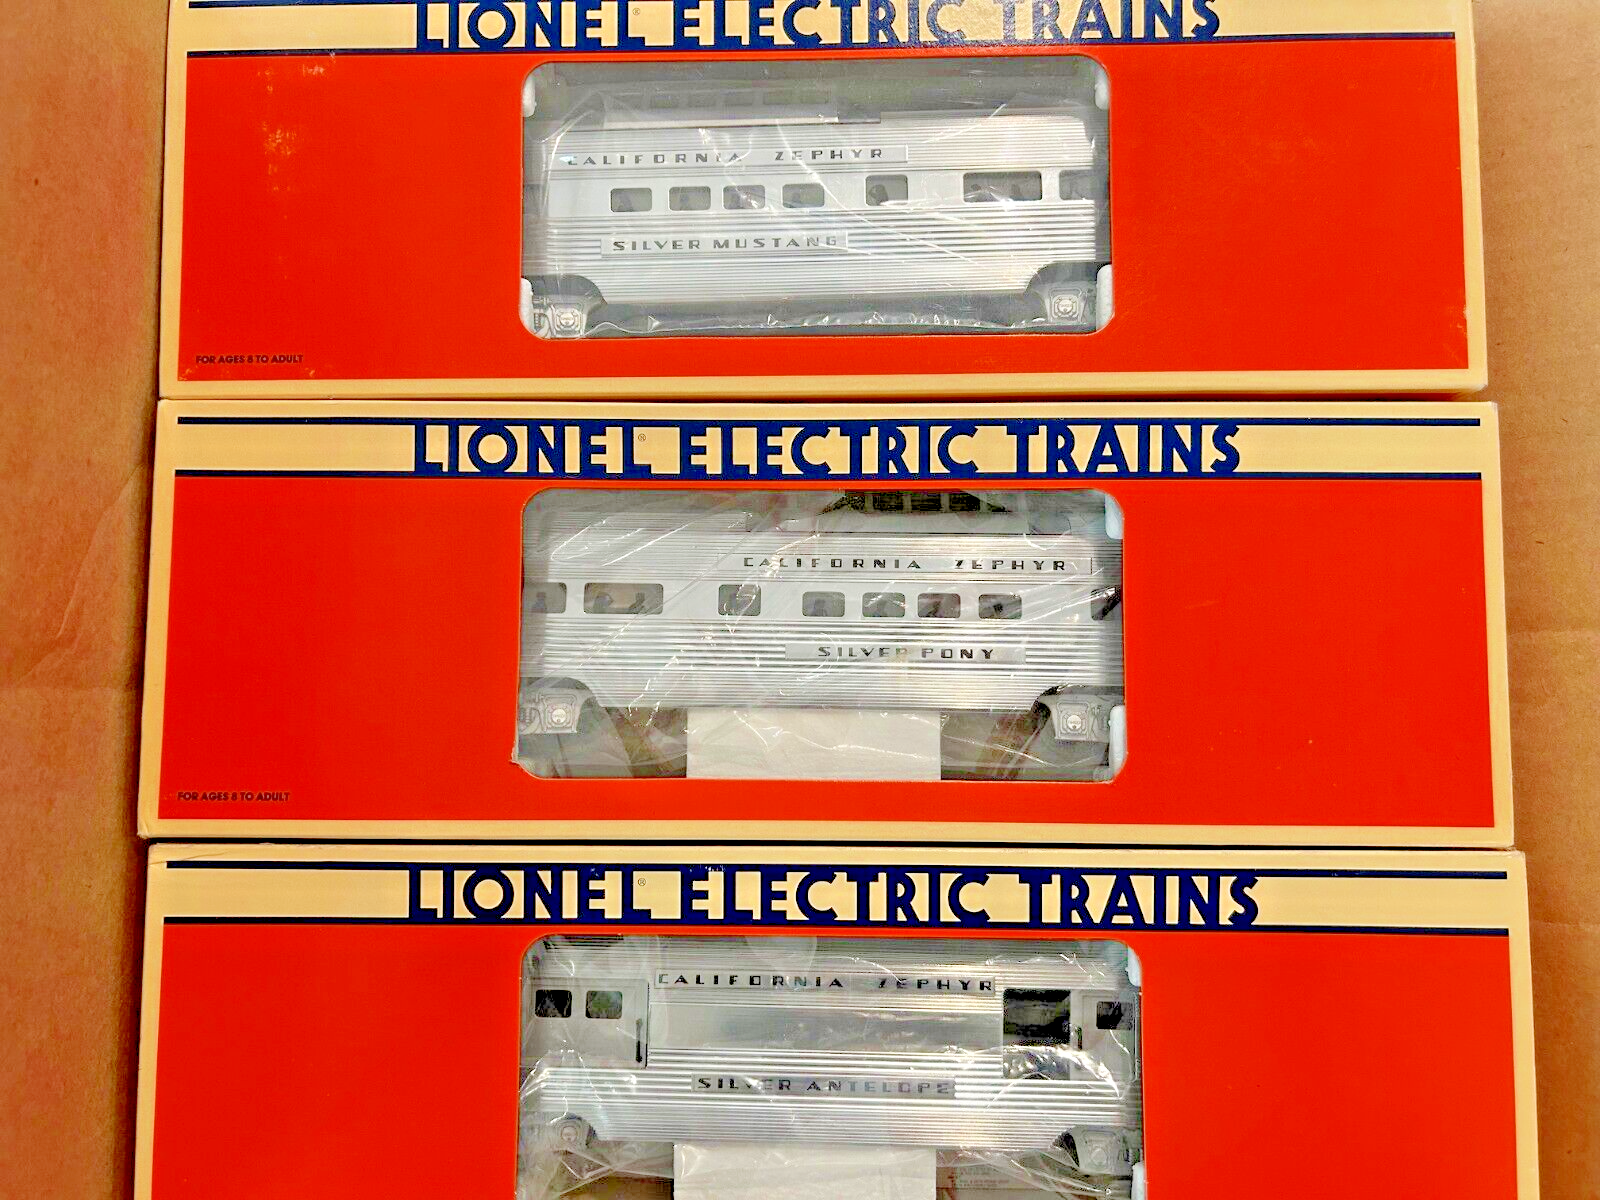 LIONEL® ELECTRIC TRAINS
CALIFORNIA ZEPHYR
SILVER MUSTANG
FOR AGES 8 TO ADULT
LIONEL® ELECTRIC TRAINS
CALIFORNIA ZEPHYR
SILVER PONY
FOR AGES 8 TO ADULT
LIONEL® ELECTRIC TRAINS
CALIFORNIA ZEPHYR
SILVER ANTELOPE